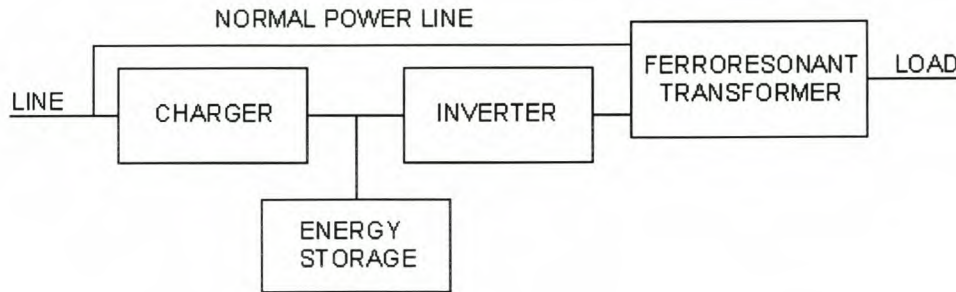 NORMAL POWER LINE
LINE
CHARGER
INVERTER
FERRORESONANT
TRANSFORMER
LOAD
ENERGY
STORAGE